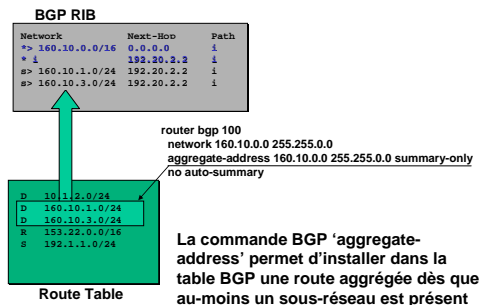 BGP RIB
Network Next-Hop Path
*> 160.10.0.0/16 0.0.0.0 i
* i 192.20.2.2 i
s> 160.10.1.0/24 192.20.2.2 i
s> 160.10.3.0/24 192.20.2.2 i
router bgp 100
network 160.10.0.0 255.255.0.0
aggregate-address 160.10.0.0 255.255.0.0 summary-only
no auto-summary
D 10.1.2.0/24
D 160.10.1.0/24
D 160.10.3.0/24
R 153.22.0.0/16
S 192.1.1.0/24
Route Table
La commande BGP ‘aggregate-
address’ permet d'installer dans la
table BGP une route agrégée dès que
au-moins un sous-réseau est présent